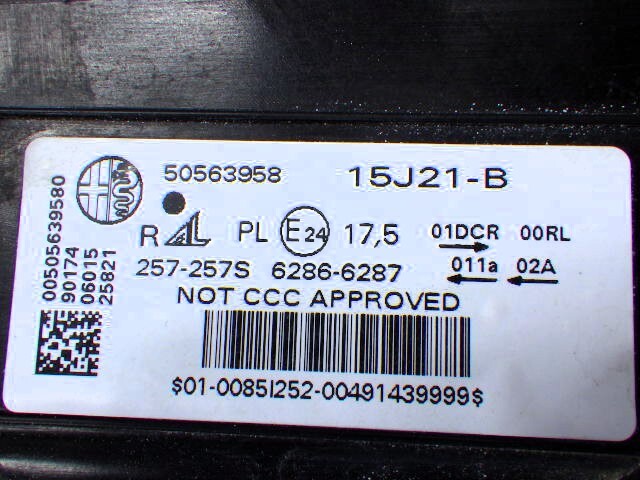 50563958 15J21-B
R AL PL E24 17,5 01DCR 00RL
011a 02A
257-257S 6286-6287
NOT CCC APPROVED
$01-0085I252-00491439999$
00505639580
90174
06015
25821